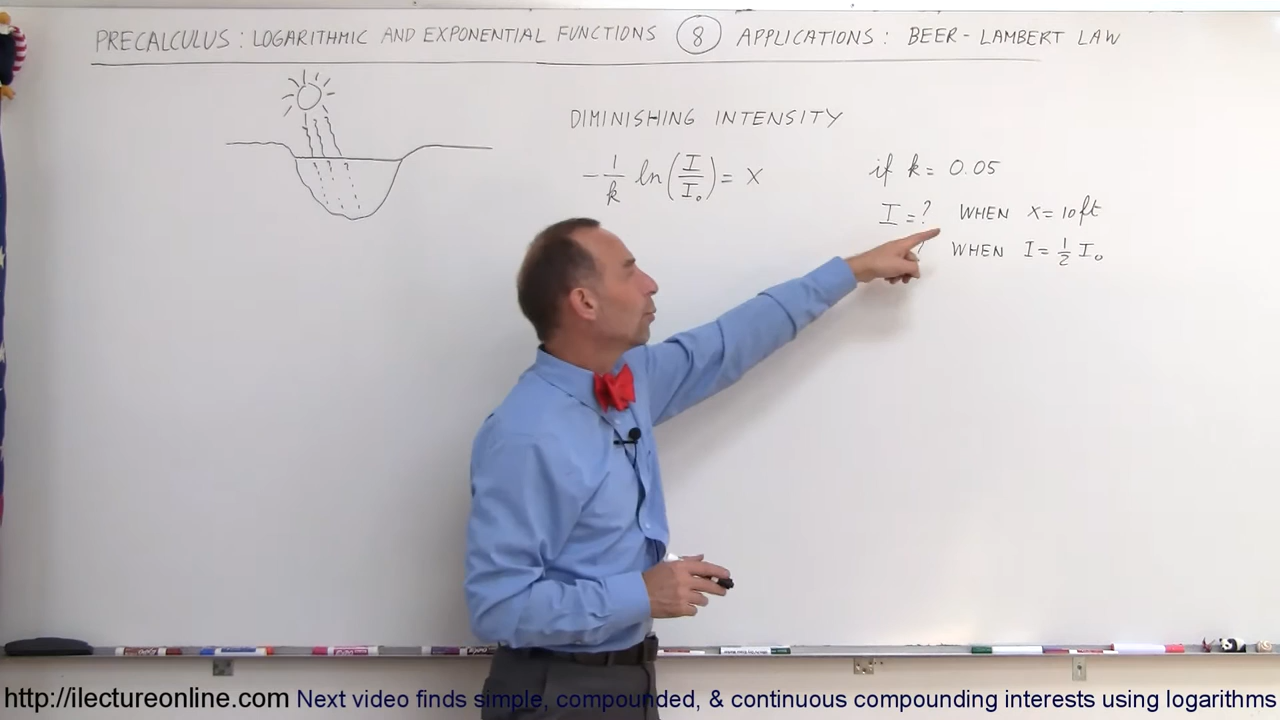 PRECALCULUS: LOGARITHMIC AND EXPONENTIAL FUNCTIONS 8 APPLICATIONS: BEER-LAMBERT LAW
DIMINISHING INTENSITY
-1/k ln(I/I₀) = X
if k = 0.05
I = ? WHEN X = 10 ft
? WHEN I = 1/2 I₀
http://ilectureonline.com Next video finds simple, compounded, & continuous compounding interests using logarithms